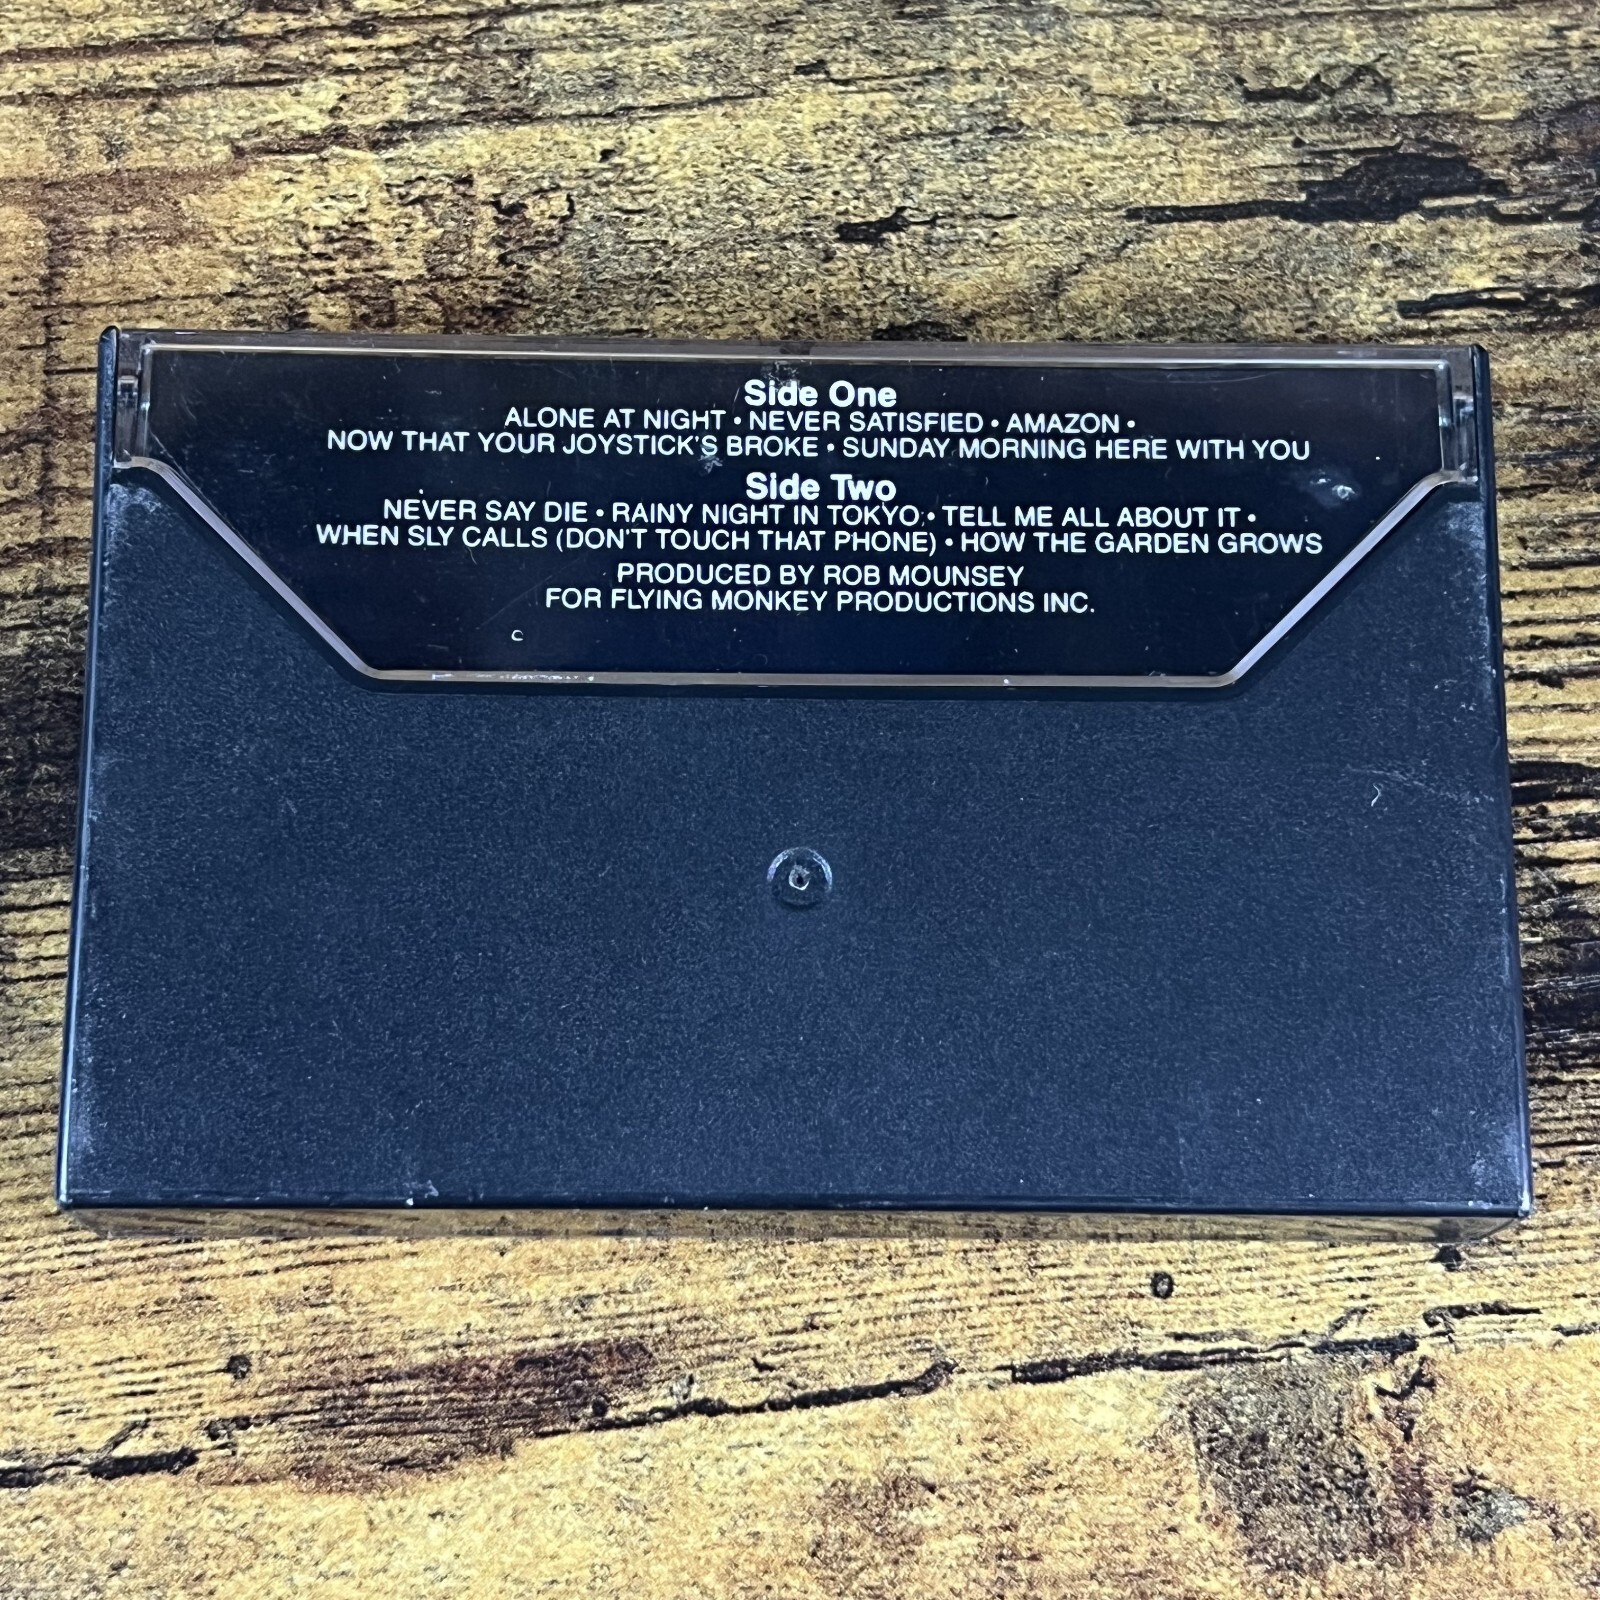 Side One
ALONE AT NIGHT • NEVER SATISFIED • AMAZON •
NOW THAT YOUR JOYSTICK'S BROKE • SUNDAY MORNING HERE WITH YOU
Side Two
NEVER SAY DIE • RAINY NIGHT IN TOKYO • TELL ME ALL ABOUT IT •
WHEN SLY CALLS (DON'T TOUCH THAT PHONE) • HOW THE GARDEN GROWS
PRODUCED BY ROB MOUNSEY
FOR FLYING MONKEY PRODUCTIONS INC.